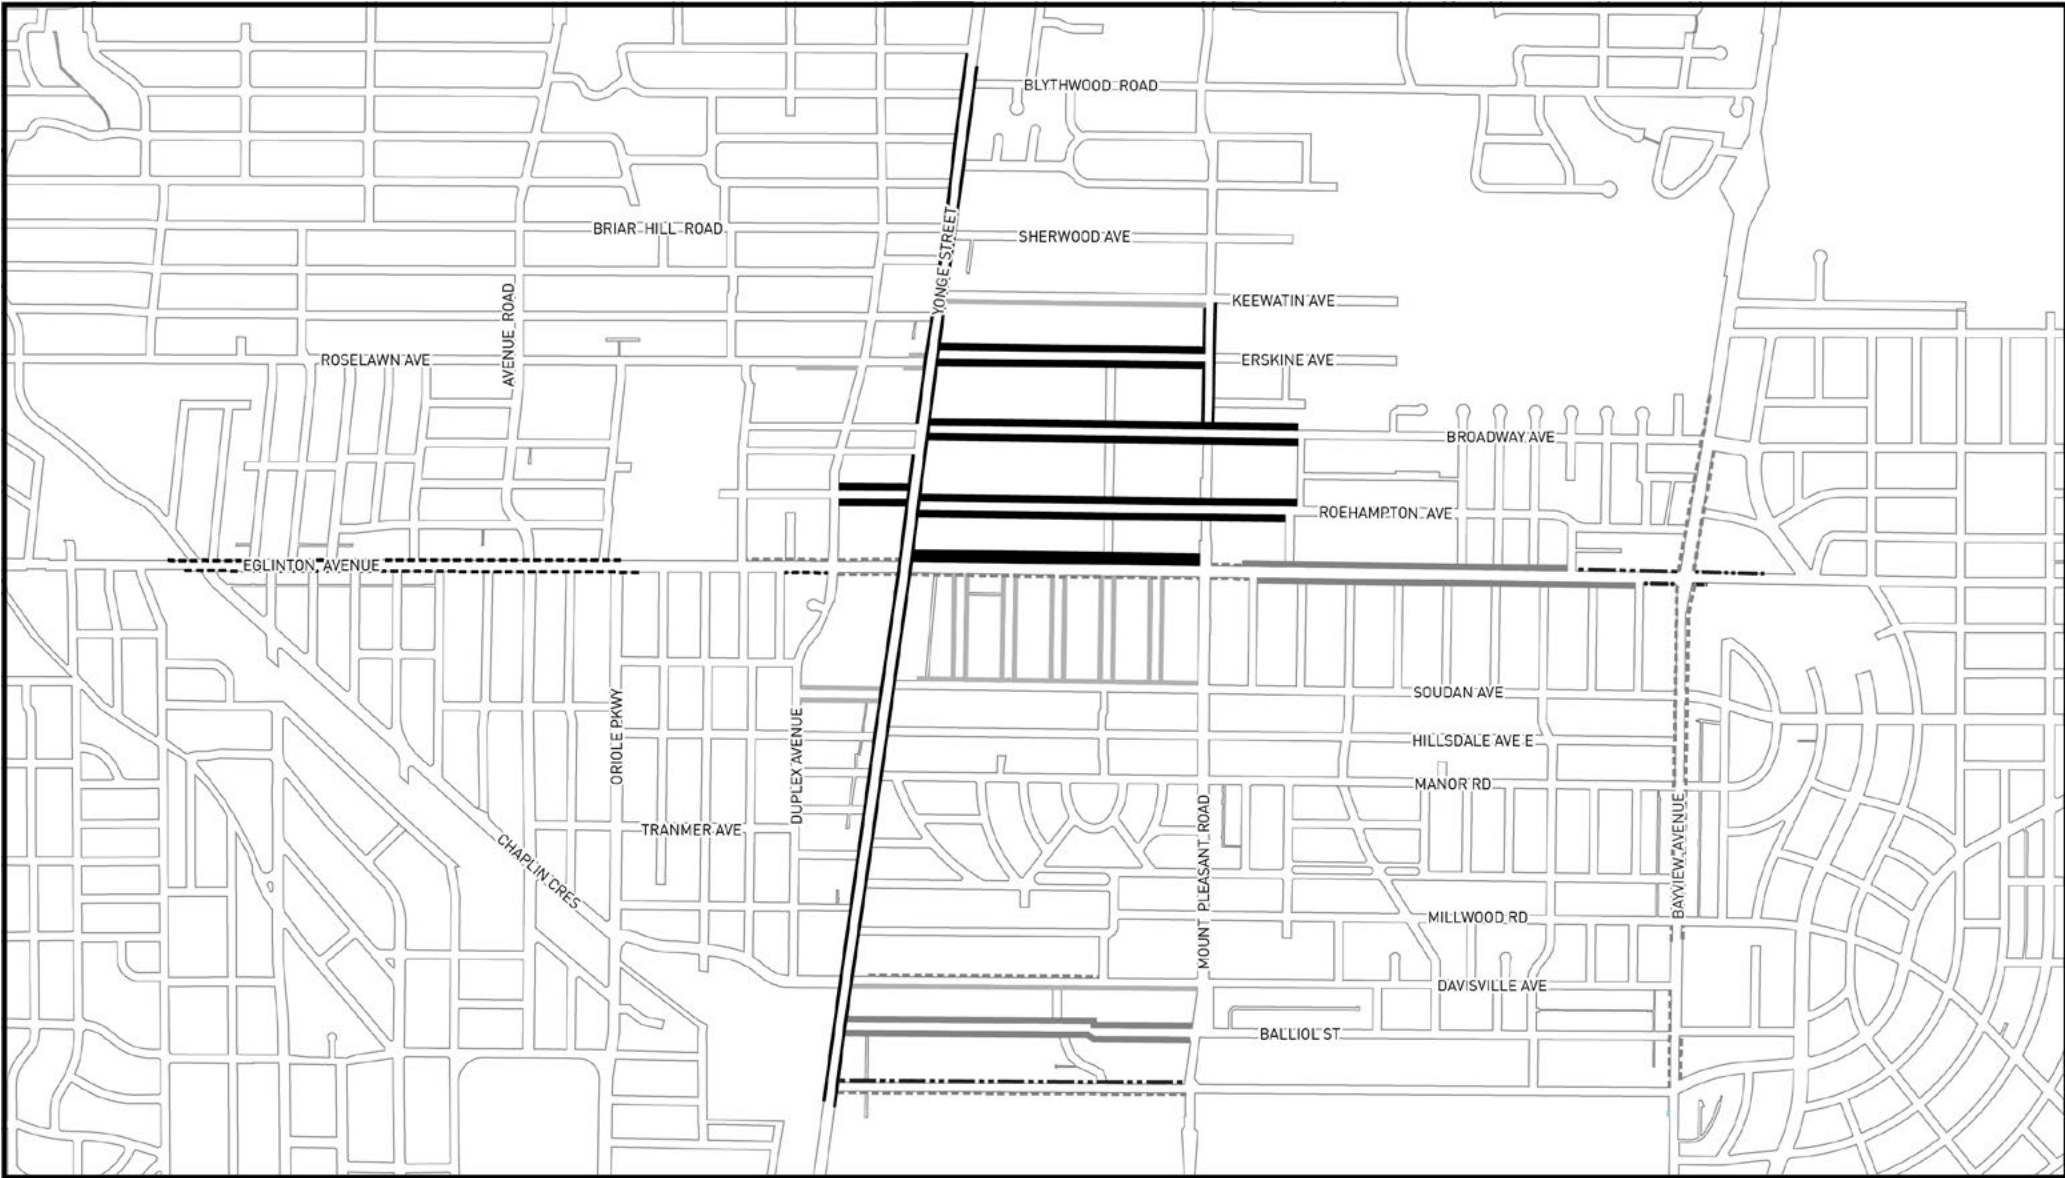 BLYTHWOOD ROAD
BRIAR HILL ROAD
SHERWOOD AVE
YONGE STREET
KEEWATIN AVE
AVENUE ROAD
ROSELAWN AVE
ERSKINE AVE
BROADWAY AVE
ROEHAMPTON AVE
EGLINTON AVENUE
SOUDAN AVE
ORIOLE PKWY
DUPLEX AVENUE
HILLSDALE AVE E
MANOR RD
TRANMER AVE
CHAPLIN CRES
MOUNT PLEASANT ROAD
BAYVIEW AVENUE
MILLWOOD RD
DAVISVILLE AVE
BALLIOL ST